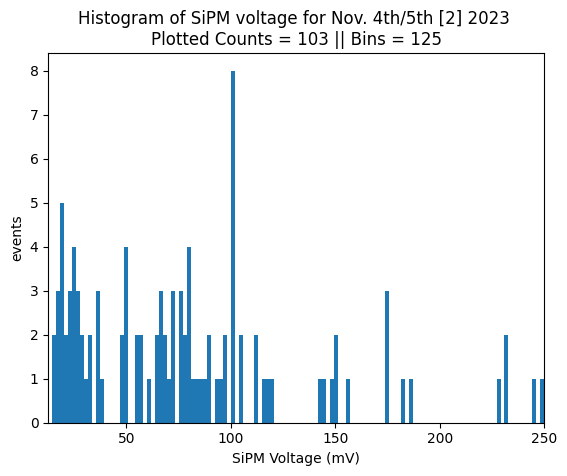 Histogram of SiPM voltage for Nov. 4th/5th [2] 2023
Plotted Counts = 103 || Bins = 125
8
7
6
5
4
3
2
1
0
events
50 100 150 200 250
SiPM Voltage (mV)